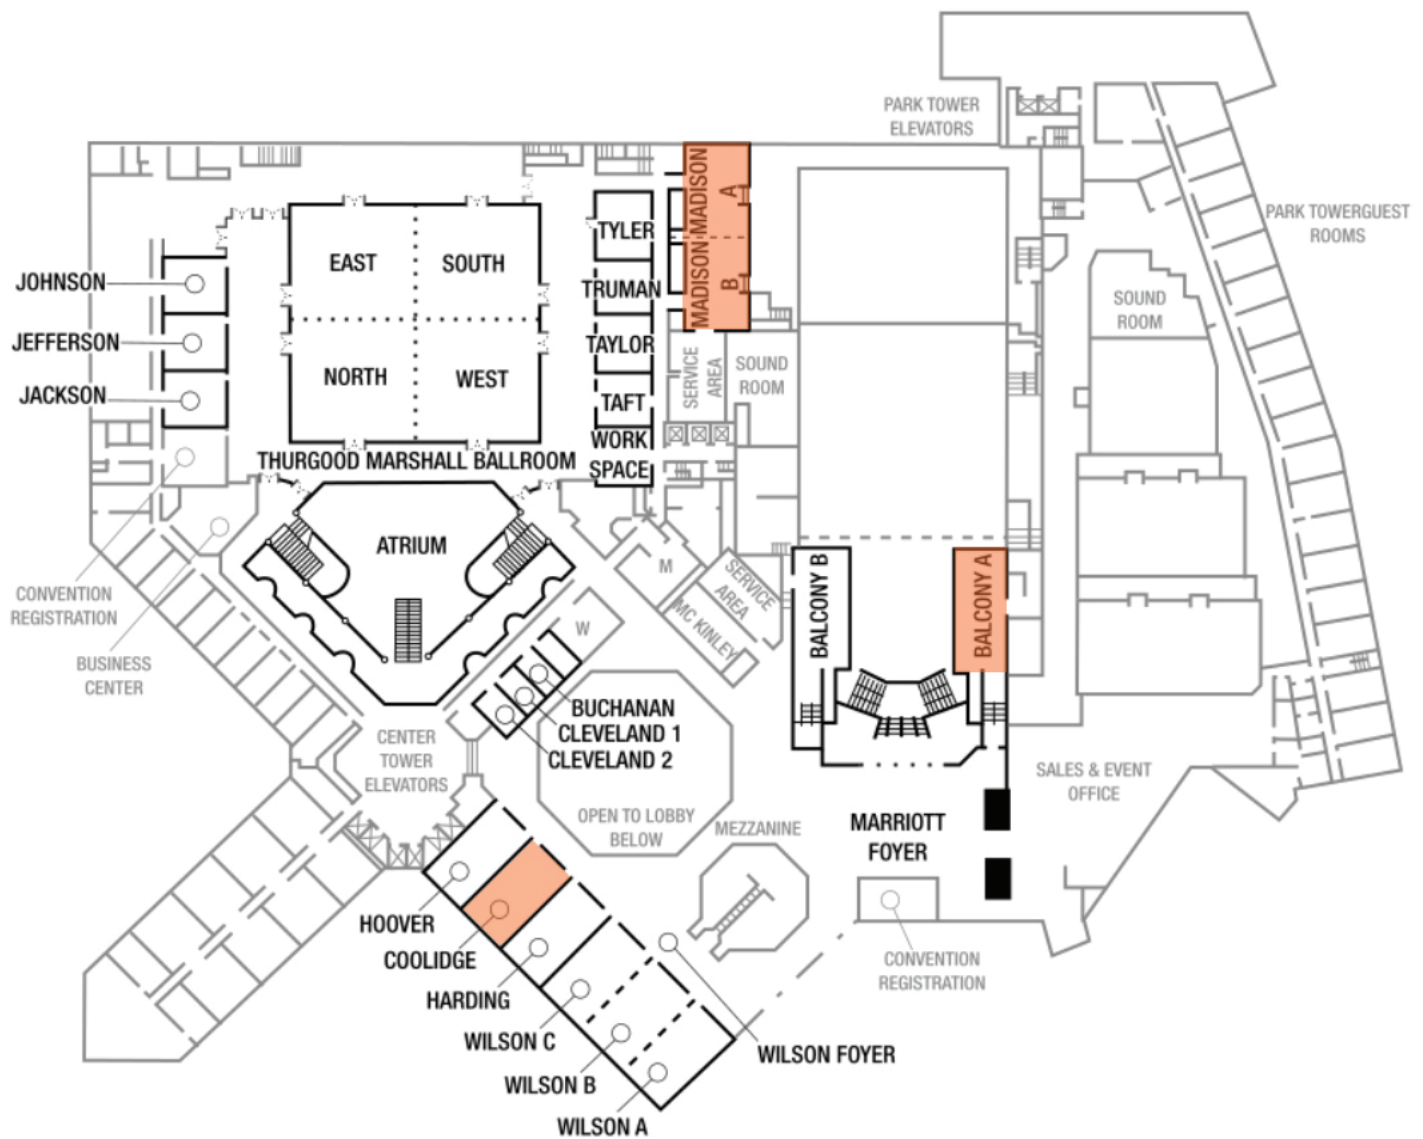 PARK TOWER
ELEVATORS
PARK TOWERGUEST
ROOMS
MADISON
A
MADISON
B
TYLER
TRUMAN
TAYLOR
TAFT
WORK
SPACE
EAST
SOUTH
NORTH
WEST
THURGOOD MARSHALL BALLROOM
JOHNSON
JEFFERSON
JACKSON
SOUND
ROOM
SERVICE
AREA
SOUND
ROOM
ATRIUM
CONVENTION
REGISTRATION
BUSINESS
CENTER
M
SERVICE
AREA
MC KINLEY
W
BALCONY B
BALCONY A
BUCHANAN
CLEVELAND 1
CLEVELAND 2
CENTER
TOWER
ELEVATORS
OPEN TO LOBBY
BELOW
MEZZANINE
MARRIOTT
FOYER
SALES & EVENT
OFFICE
HOOVER
COOLIDGE
HARDING
WILSON C
WILSON B
WILSON A
WILSON FOYER
CONVENTION
REGISTRATION